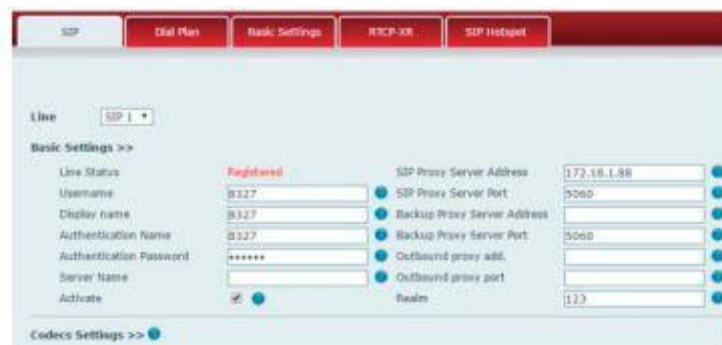 SIP
Dial Plan
Basic Settings
RTCP-XR
SIP Hotspot
Line SIP 1
Basic Settings >>
Line Status Registered SIP Proxy Server Address 172.18.1.88
Username 8327 SIP Proxy Server Port 5060
Display name 8327 Backup Proxy Server Address
Authentication Name 8327 Backup Proxy Server Port 5060
Authentication Password •••••• Outbound proxy add.
Server Name Outbound proxy port
Activate Realm 123
Codecs Settings >>